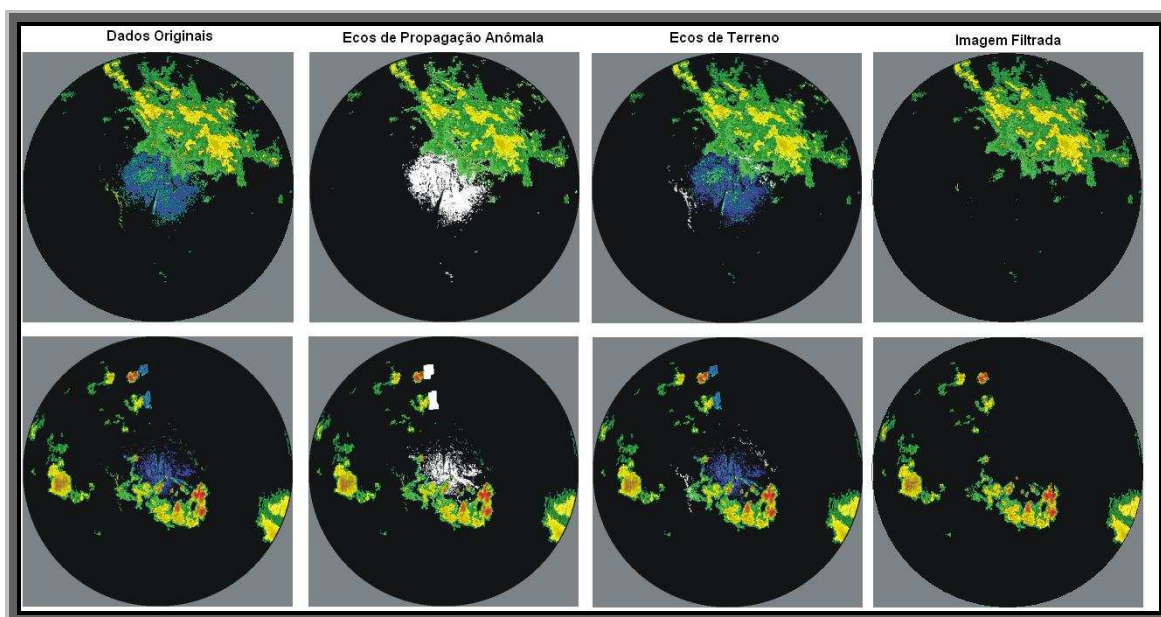 Dados Originais
Ecos de Propagação Anômala
Ecos de Terreno
Imagem Filtrada